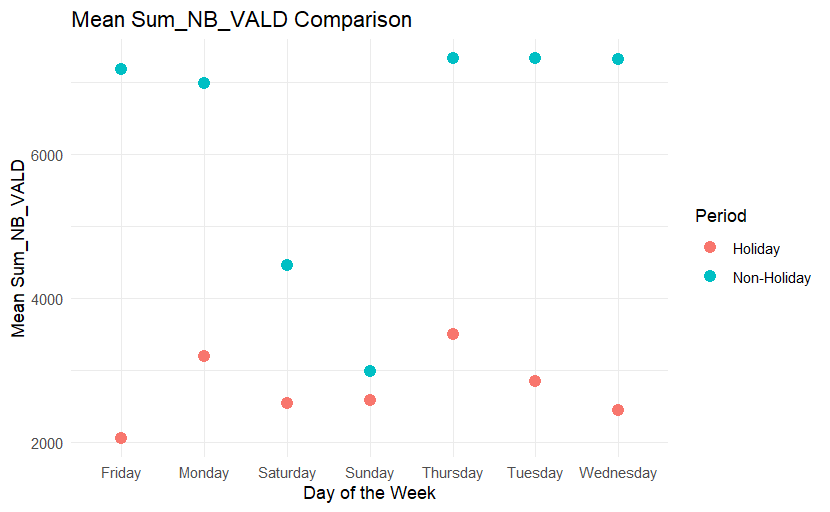 Mean Sum_NB_VALD Comparison
Mean Sum_NB_VALD
6000
4000
2000
Friday Monday Saturday Sunday Thursday Tuesday Wednesday
Day of the Week
Period
Holiday
Non-Holiday